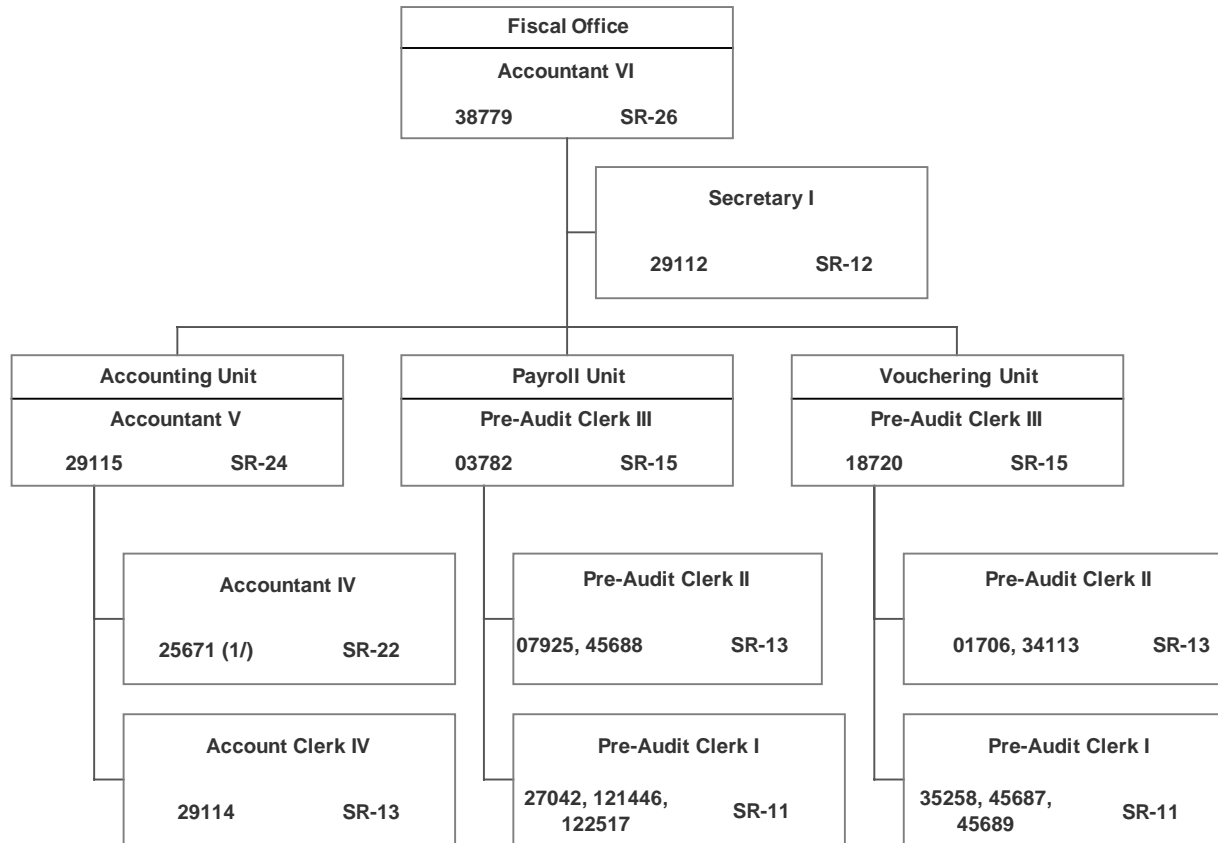 Fiscal Office
Accountant VI
38779 SR-26
Secretary I
29112 SR-12
Accounting Unit
Accountant V
29115 SR-24
Payroll Unit
Pre-Audit Clerk III
03782 SR-15
Vouchering Unit
Pre-Audit Clerk III
18720 SR-15
Accountant IV
25671 (1/) SR-22
Account Clerk IV
29114 SR-13
Pre-Audit Clerk II
07925, 45688 SR-13
Pre-Audit Clerk I
27042, 121446,
122517 SR-11
Pre-Audit Clerk II
01706, 34113 SR-13
Pre-Audit Clerk I
35258, 45687,
45689 SR-11